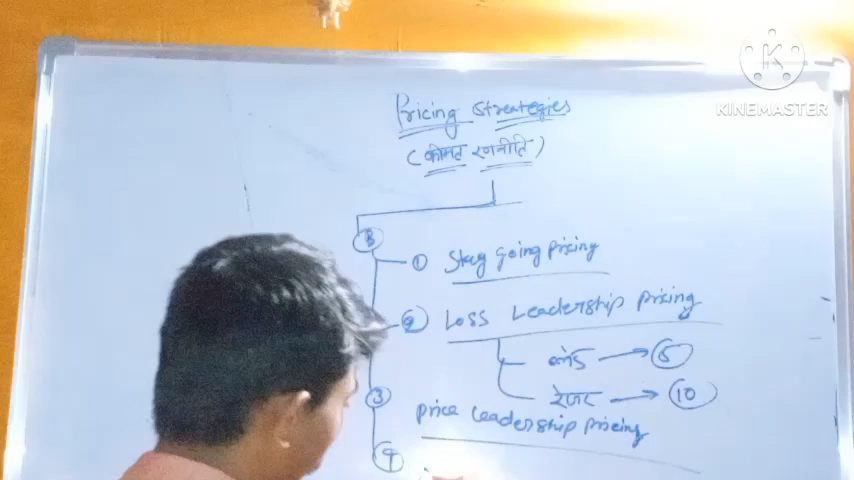 Pricing Strategies
(कीमत रणनीति)
B
① Stay going pricing
② Loss Leadership pricing
→ 5
रेजर → 10
③ price leadership pricing
④
K
KINEMASTER